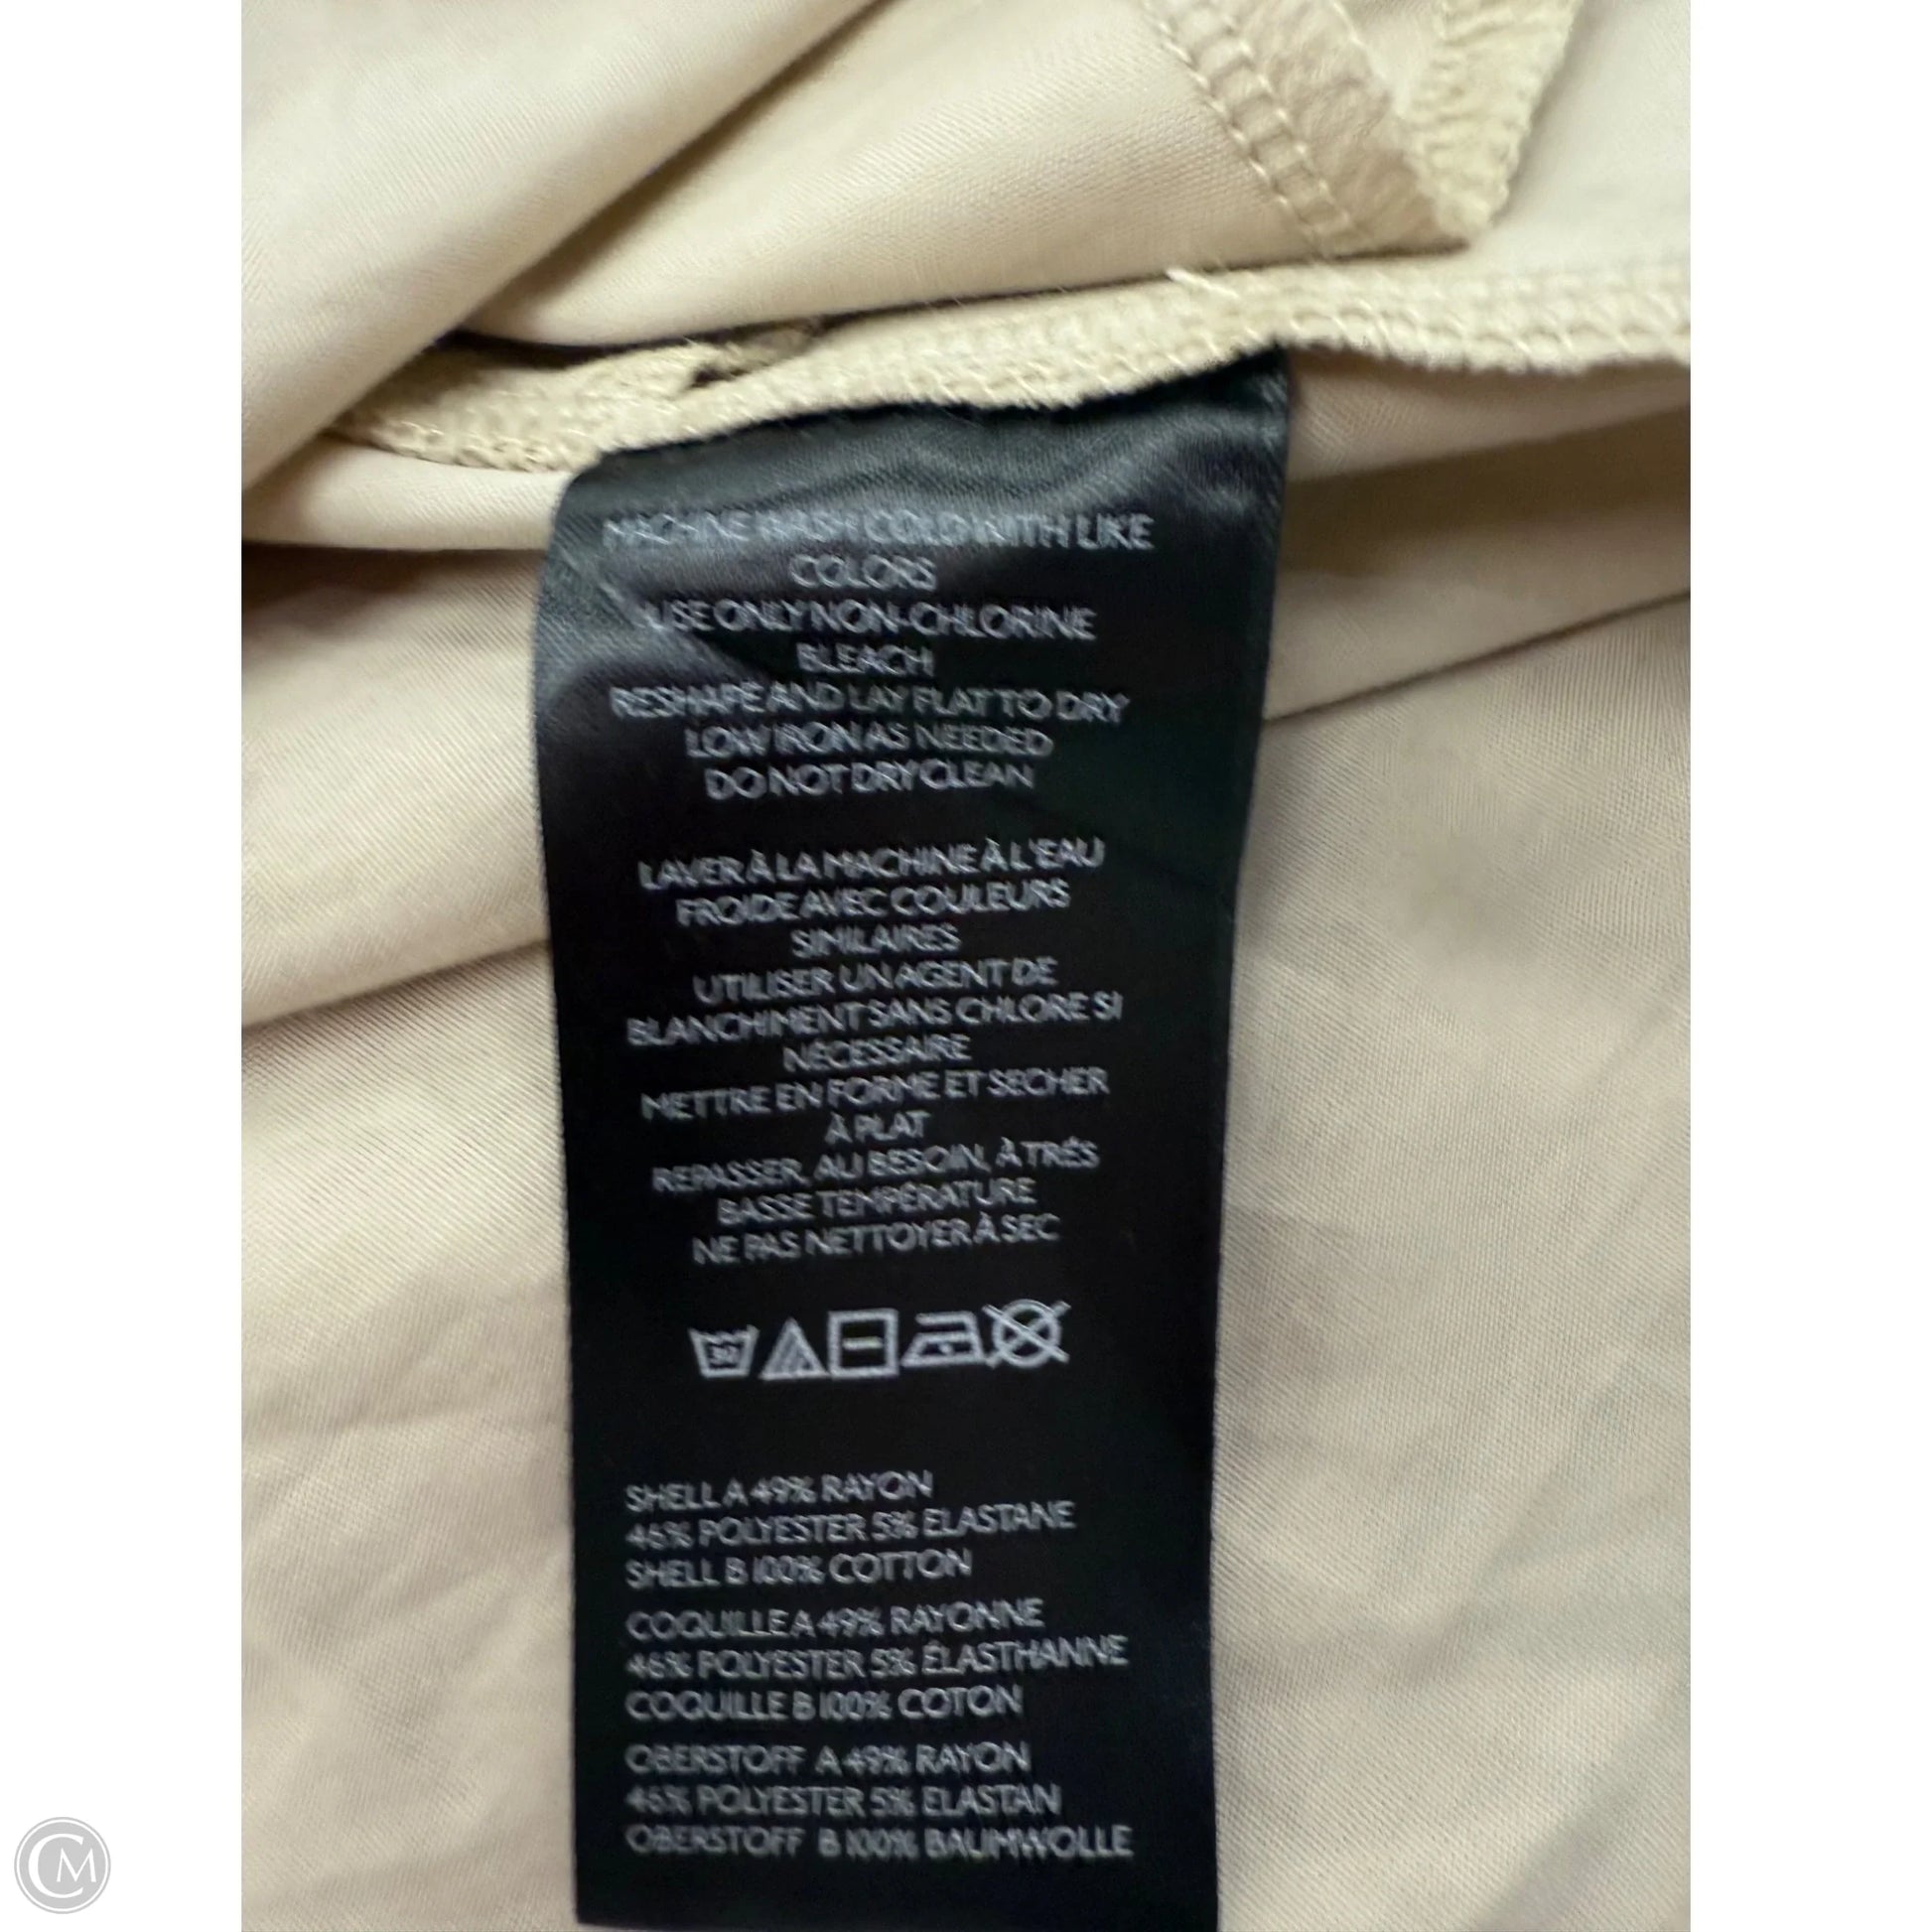 MACHINE WASH COLD WITH LIKE
COLORS
USE ONLY NON-CHLORINE
BLEACH
RESHAPE AND LAY FLAT TO DRY
LOW IRON AS NEEDED
DO NOT DRY CLEAN
LAVER À LA MACHINE À L'EAU
FROIDE AVEC COULEURS
SIMILAIRES
UTILISER UN AGENT DE
BLANCHIMENT SANS CHLORE SI
NÉCESSAIRE
METTRE EN FORME ET SECHER
À PLAT
REPASSER, AU BESOIN, À TRÉS
BASSE TEMPÉRATURE
NE PAS NETTOYER À SEC
30
SHELL A 49% RAYON
46% POLYESTER 5% ELASTANE
SHELL B 100% COTTON
COQUILLE A 49% RAYONNE
46% POLYESTER 5% ÉLASTHANNE
COQUILLE B 100% COTON
OBERSTOFF A 49% RAYON
46% POLYESTER 5% ELASTAN
OBERSTOFF B 100% BAUMWOLLE
CM